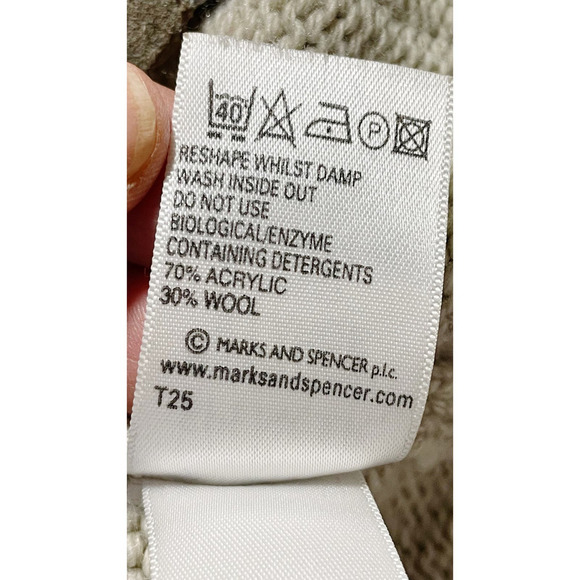 40 P
RESHAPE WHILST DAMP
WASH INSIDE OUT
DO NOT USE
BIOLOGICAL/ENZYME
CONTAINING DETERGENTS
70% ACRYLIC
30% WOOL
© MARKS AND SPENCER p.l.c.
www.marksandspencer.com
T25